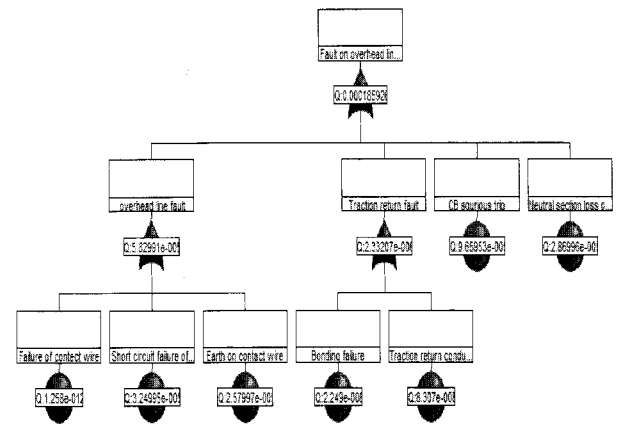 Fault on overhead lin...
Q:0.000185926
overhead line fault
Traction return fault
CB spurious trip
Neutral section loss o...
Q:5.82991e-005
Q:2.33207e-006
Q:9.65953e-005
Q:2.86996e-005
Failure of contect wire
Short circuit failure of...
Earth on contact wire
Bonding failure
Traction return condu...
Q:1.258e-012
Q:3.24995e-005
Q:2.57997e-005
Q:2.249e-006
Q:8.307e-008